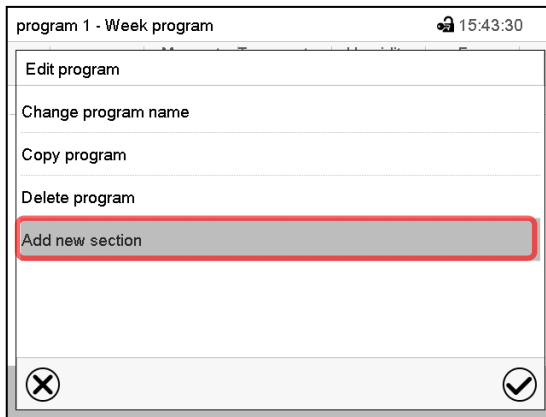 program 1 - Week program 15:43:30
Edit program
Change program name
Copy program
Delete program
Add new section